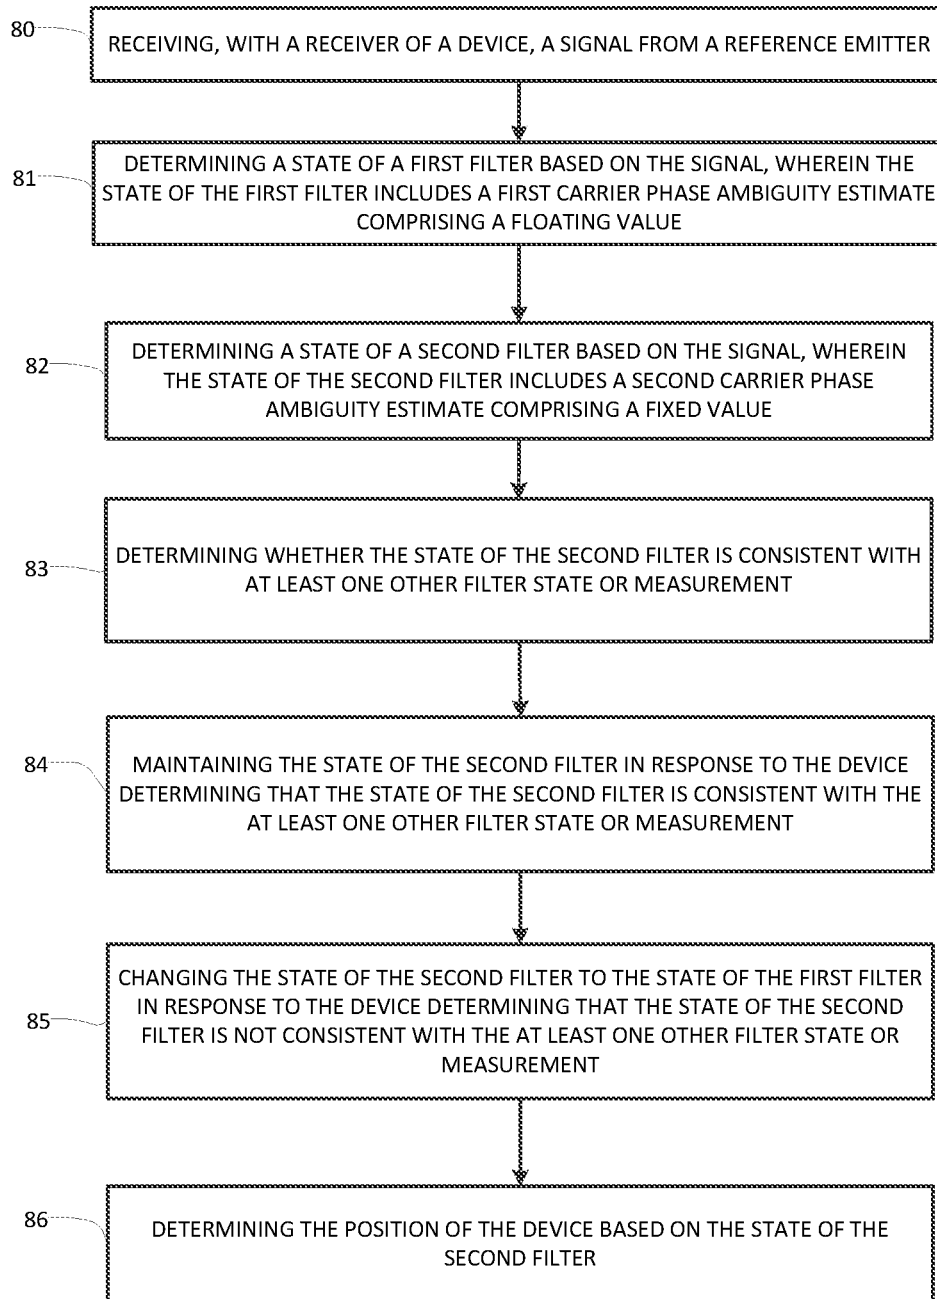 80
RECEIVING, WITH A RECEIVER OF A DEVICE, A SIGNAL FROM A REFERENCE EMITTER
81
DETERMINING A STATE OF A FIRST FILTER BASED ON THE SIGNAL, WHEREIN THE
STATE OF THE FIRST FILTER INCLUDES A FIRST CARRIER PHASE AMBIGUITY ESTIMATE
COMPRISING A FLOATING VALUE
82
DETERMINING A STATE OF A SECOND FILTER BASED ON THE SIGNAL, WHEREIN
THE STATE OF THE SECOND FILTER INCLUDES A SECOND CARRIER PHASE
AMBIGUITY ESTIMATE COMPRISING A FIXED VALUE
83
DETERMINING WHETHER THE STATE OF THE SECOND FILTER IS CONSISTENT WITH
AT LEAST ONE OTHER FILTER STATE OR MEASUREMENT
84
MAINTAINING THE STATE OF THE SECOND FILTER IN RESPONSE TO THE DEVICE
DETERMINING THAT THE STATE OF THE SECOND FILTER IS CONSISTENT WITH THE
AT LEAST ONE OTHER FILTER STATE OR MEASUREMENT
85
CHANGING THE STATE OF THE SECOND FILTER TO THE STATE OF THE FIRST FILTER
IN RESPONSE TO THE DEVICE DETERMINING THAT THE STATE OF THE SECOND
FILTER IS NOT CONSISTENT WITH THE AT LEAST ONE OTHER FILTER STATE OR
MEASUREMENT
86
DETERMINING THE POSITION OF THE DEVICE BASED ON THE STATE OF THE
SECOND FILTER